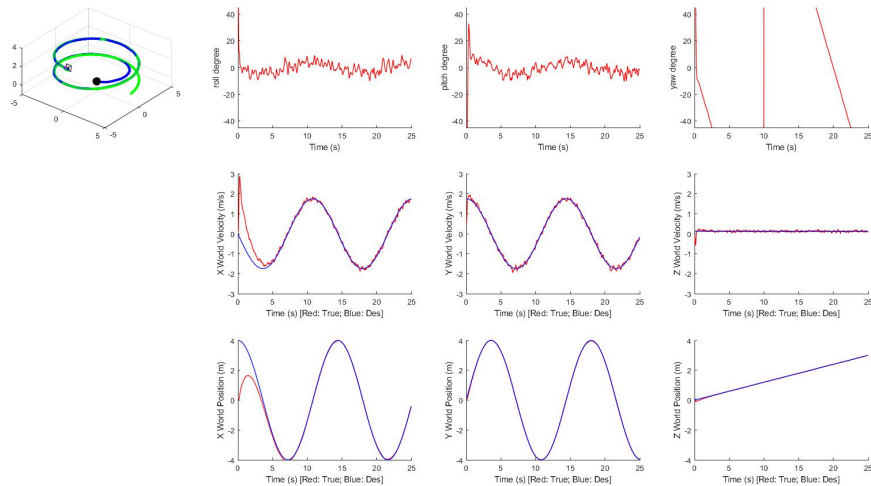 4
2
0
-5
0
5
-5
0
5
roll degree
40
20
0
-20
-40
0 5 10 15 20 25
Time (s)
pitch degree
40
20
0
-20
-40
0 5 10 15 20 25
Time (s)
yaw degree
40
20
0
-20
-40
0 5 10 15 20 25
Time (s)
X World Velocity (m/s)
3
2
1
0
-1
-2
-3
0 5 10 15 20 25
Time (s) [Red: True; Blue: Des]
Y World Velocity (m/s)
3
2
1
0
-1
-2
-3
0 5 10 15 20 25
Time (s) [Red: True; Blue: Des]
Z World Velocity (m/s)
3
2
1
0
-1
-2
-3
0 5 10 15 20 25
Time (s) [Red: True; Blue: Des]
X World Position (m)
4
2
0
-2
-4
0 5 10 15 20 25
Time (s) [Red: True; Blue: Des]
Y World Position (m)
4
2
0
-2
-4
0 5 10 15 20 25
Time (s) [Red: True; Blue: Des]
Z World Position (m)
4
2
0
-2
-4
0 5 10 15 20 25
Time (s) [Red: True; Blue: Des]